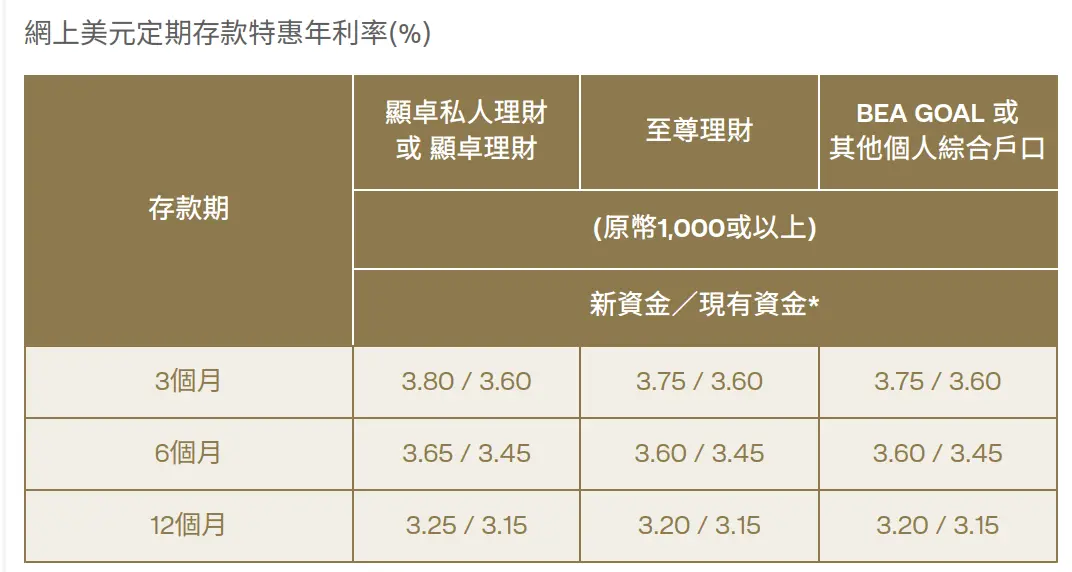 網上美元定期存款特惠年利率(%)
存款期
顯卓私人理財
或 顯卓理財
至尊理財
BEA GOAL 或
其他個人綜合戶口
(原幣1,000或以上)
新資金／現有資金*
3個月 3.80 / 3.60 3.75 / 3.60 3.75 / 3.60
6個月 3.65 / 3.45 3.60 / 3.45 3.60 / 3.45
12個月 3.25 / 3.15 3.20 / 3.15 3.20 / 3.15